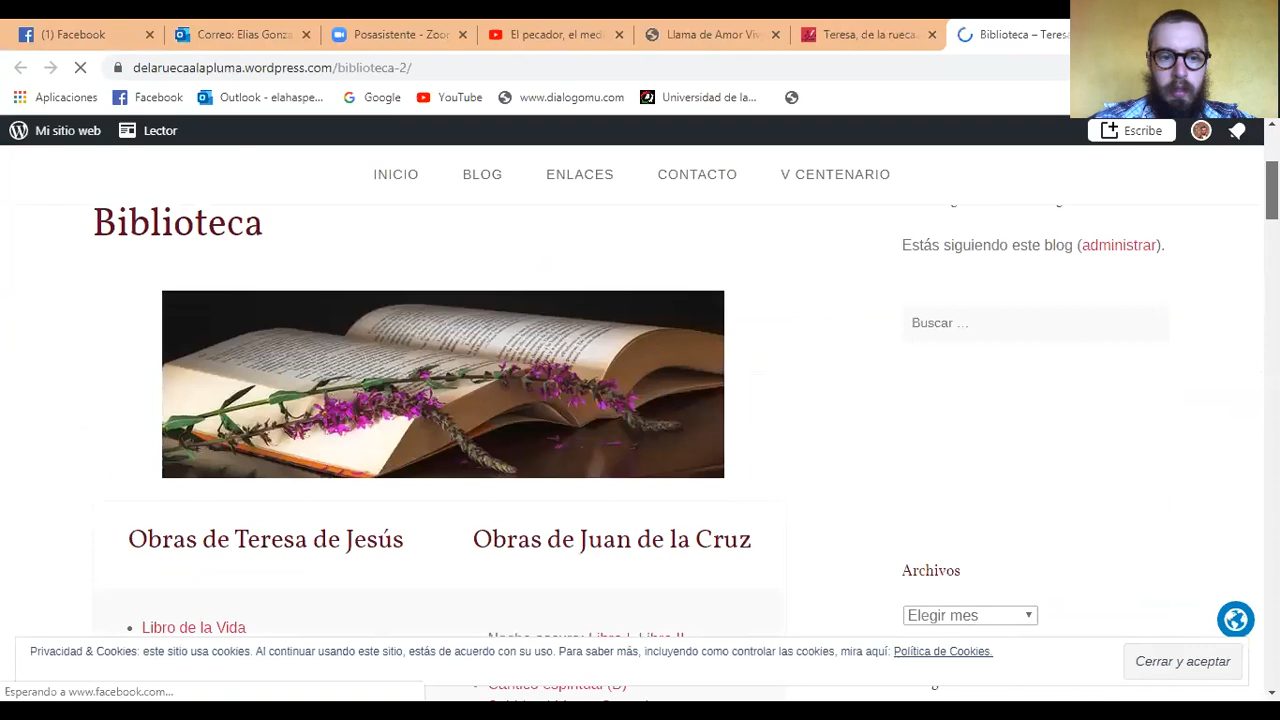 (1) Facebook
Correo: Elias Gonza
Posasistente - Zoor
El pecador, el medi
Llama de Amor Viv
Teresa, de la rueca
Biblioteca – Teresa
delaruecaalapluma.wordpress.com/biblioteca-2/
Aplicaciones
Facebook
Outlook - elahaspe...
Google
YouTube
www.dialogomu.com
Universidad de la...
Mi sitio web
Lector
Escribe
INICIO
BLOG
ENLACES
CONTACTO
V CENTENARIO
Biblioteca
Estás siguiendo este blog (administrar).
Buscar …
Obras de Teresa de Jesús
Obras de Juan de la Cruz
Archivos
Elegir mes
Libro de la Vida
Privacidad & Cookies: este sitio usa cookies. Al continuar usando este sitio, estás de acuerdo con su uso. Para saber más, incluyendo como controlar las cookies, mira aquí: Política de Cookies.
Cerrar y aceptar
Esperando a www.facebook.com...